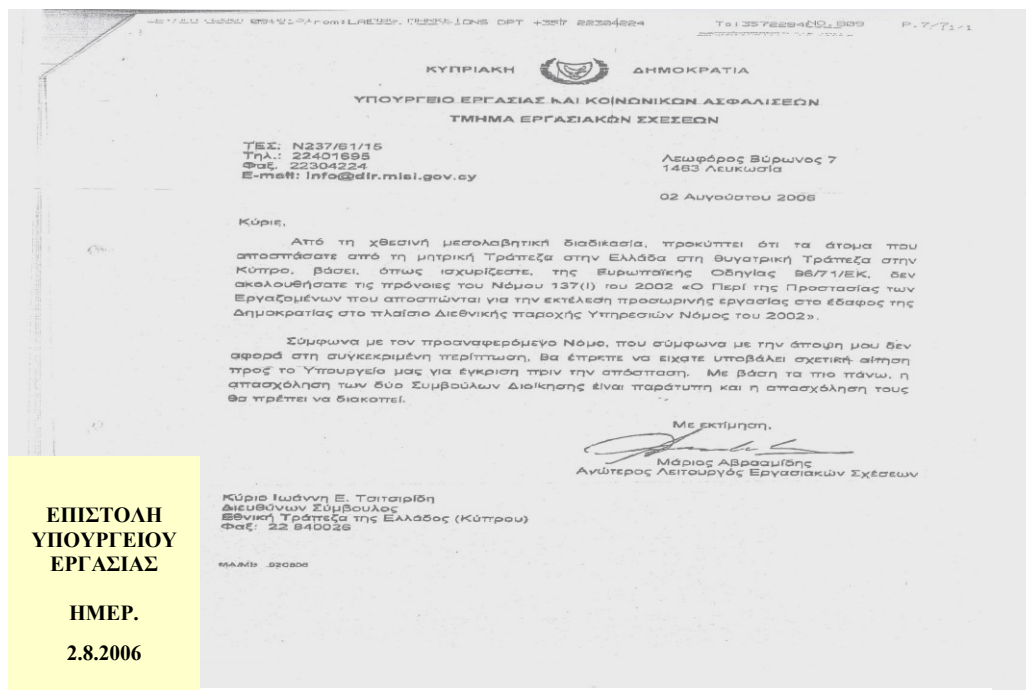 DPT +357 22304224
P.7/7
ΚΥΠΡΙΑΚΗ ΔΗΜΟΚΡΑΤΙΑ
ΥΠΟΥΡΓΕΙΟ ΕΡΓΑΣΙΑΣ ΚΑΙ ΚΟΙΝΩΝΙΚΩΝ ΑΣΦΑΛΙΣΕΩΝ
ΤΜΗΜΑ ΕΡΓΑΣΙΑΚΩΝ ΣΧΕΣΕΩΝ
ΤΕΣ: N237/61/15
Τηλ.: 22401695
Φαξ. 22304224
E-mail: info@dlr.mlsi.gov.cy
Λεωφόρος Βύρωνος 7
1463 Λευκωσία
02 Αυγούστου 2006
Κύριε,
Από τη χθεσινή μεσολαβητική διαδικασία, προκύπτει ότι τα άτομα που
αποσπάσατε από τη μητρική Τράπεζα στην Ελλάδα στη θυγατρική Τράπεζα στην
Κύπρο, βάσει, όπως ισχυρίζεστε, της Ευρωπαϊκής Οδηγίας 96/71/ΕΚ, δεν
ακολουθήσατε τις πρόνοιες του Νόμου 137(Ι) του 2002 «Ο Περί της Προστασίας των
Εργαζομένων που αποσπώνται για την εκτέλεση προσωρινής εργασίας στο έδαφος της
Δημοκρατίας στο πλαίσιο Διεθνικής παροχής Υπηρεσιών Νόμος του 2002».
Σύμφωνα με τον προαναφερόμενο Νόμο, που σύμφωνα με την άποψη μου δεν
αφορά στη συγκεκριμένη περίπτωση, θα έπρεπε να είχατε υποβάλει σχετική αίτηση
προς το Υπουργείο μας για έγκριση πριν την απόσπαση. Με βάση τα πιο πάνω, η
απασχόληση των δύο Συμβούλων Διοίκησης είναι παράτυπη και η απασχόληση τους
θα πρέπει να διακοπεί.
Με εκτίμηση,
Μάριος Αβρααμίδης
Ανώτερος Λειτουργός Εργασιακών Σχέσεων
Κύριο Ιωάννη Ε. Τσιτσιρίδη
Διευθύνων Σύμβουλος
Εθνική Τράπεζα της Ελλάδος (Κύπρου)
Φαξ: 22 840026
ΕΠΙΣΤΟΛΗ
ΥΠΟΥΡΓΕΙΟΥ
ΕΡΓΑΣΙΑΣ
ΗΜΕΡ.
2.8.2006